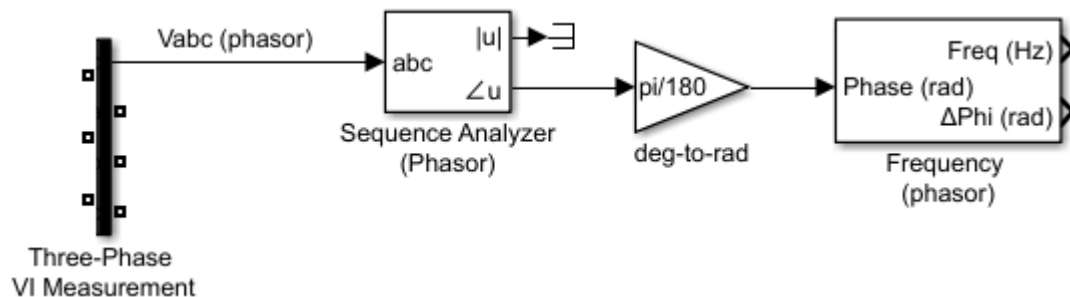 Vabc (phasor)
|u|
abc
∠u
Sequence Analyzer
(Phasor)
pi/180
deg-to-rad
Freq (Hz)
Phase (rad)
ΔPhi (rad)
Frequency
(phasor)
Three-Phase
VI Measurement